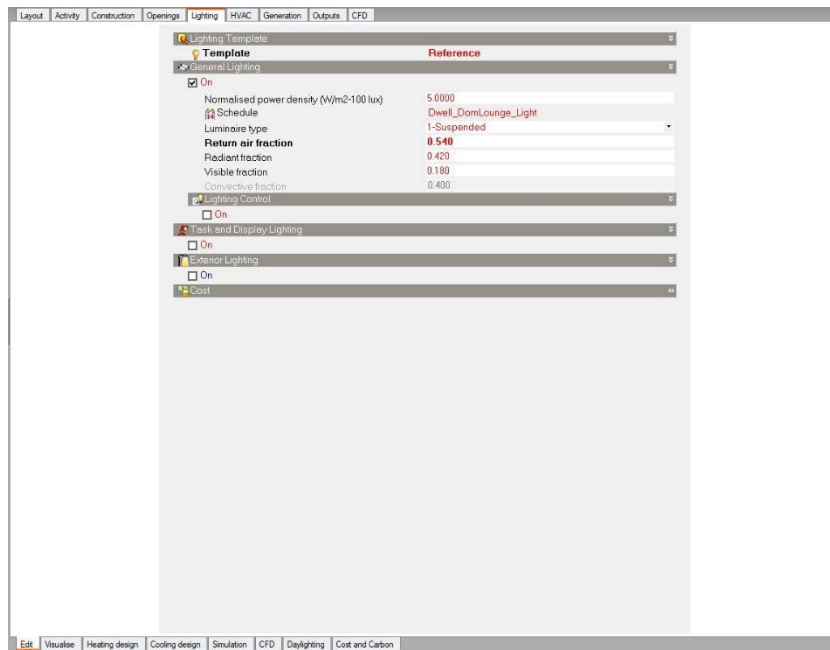 Layout Activity Construction Openings Lighting HVAC Generation Outputs CFD
Lighting Template
Template Reference
General Lighting
On
Normalised power density (W/m2-100 lux) 5.0000
Schedule Dwell_DomLounge_Light
Luminaire type 1-Suspended
Return air fraction 0.540
Radiant fraction 0.420
Visible fraction 0.180
Convective fraction 0.400
Lighting Control
On
Task and Display Lighting
On
Exterior Lighting
On
Cost
Edit Visualise Heating design Cooling design Simulation CFD Daylighting Cost and Carbon